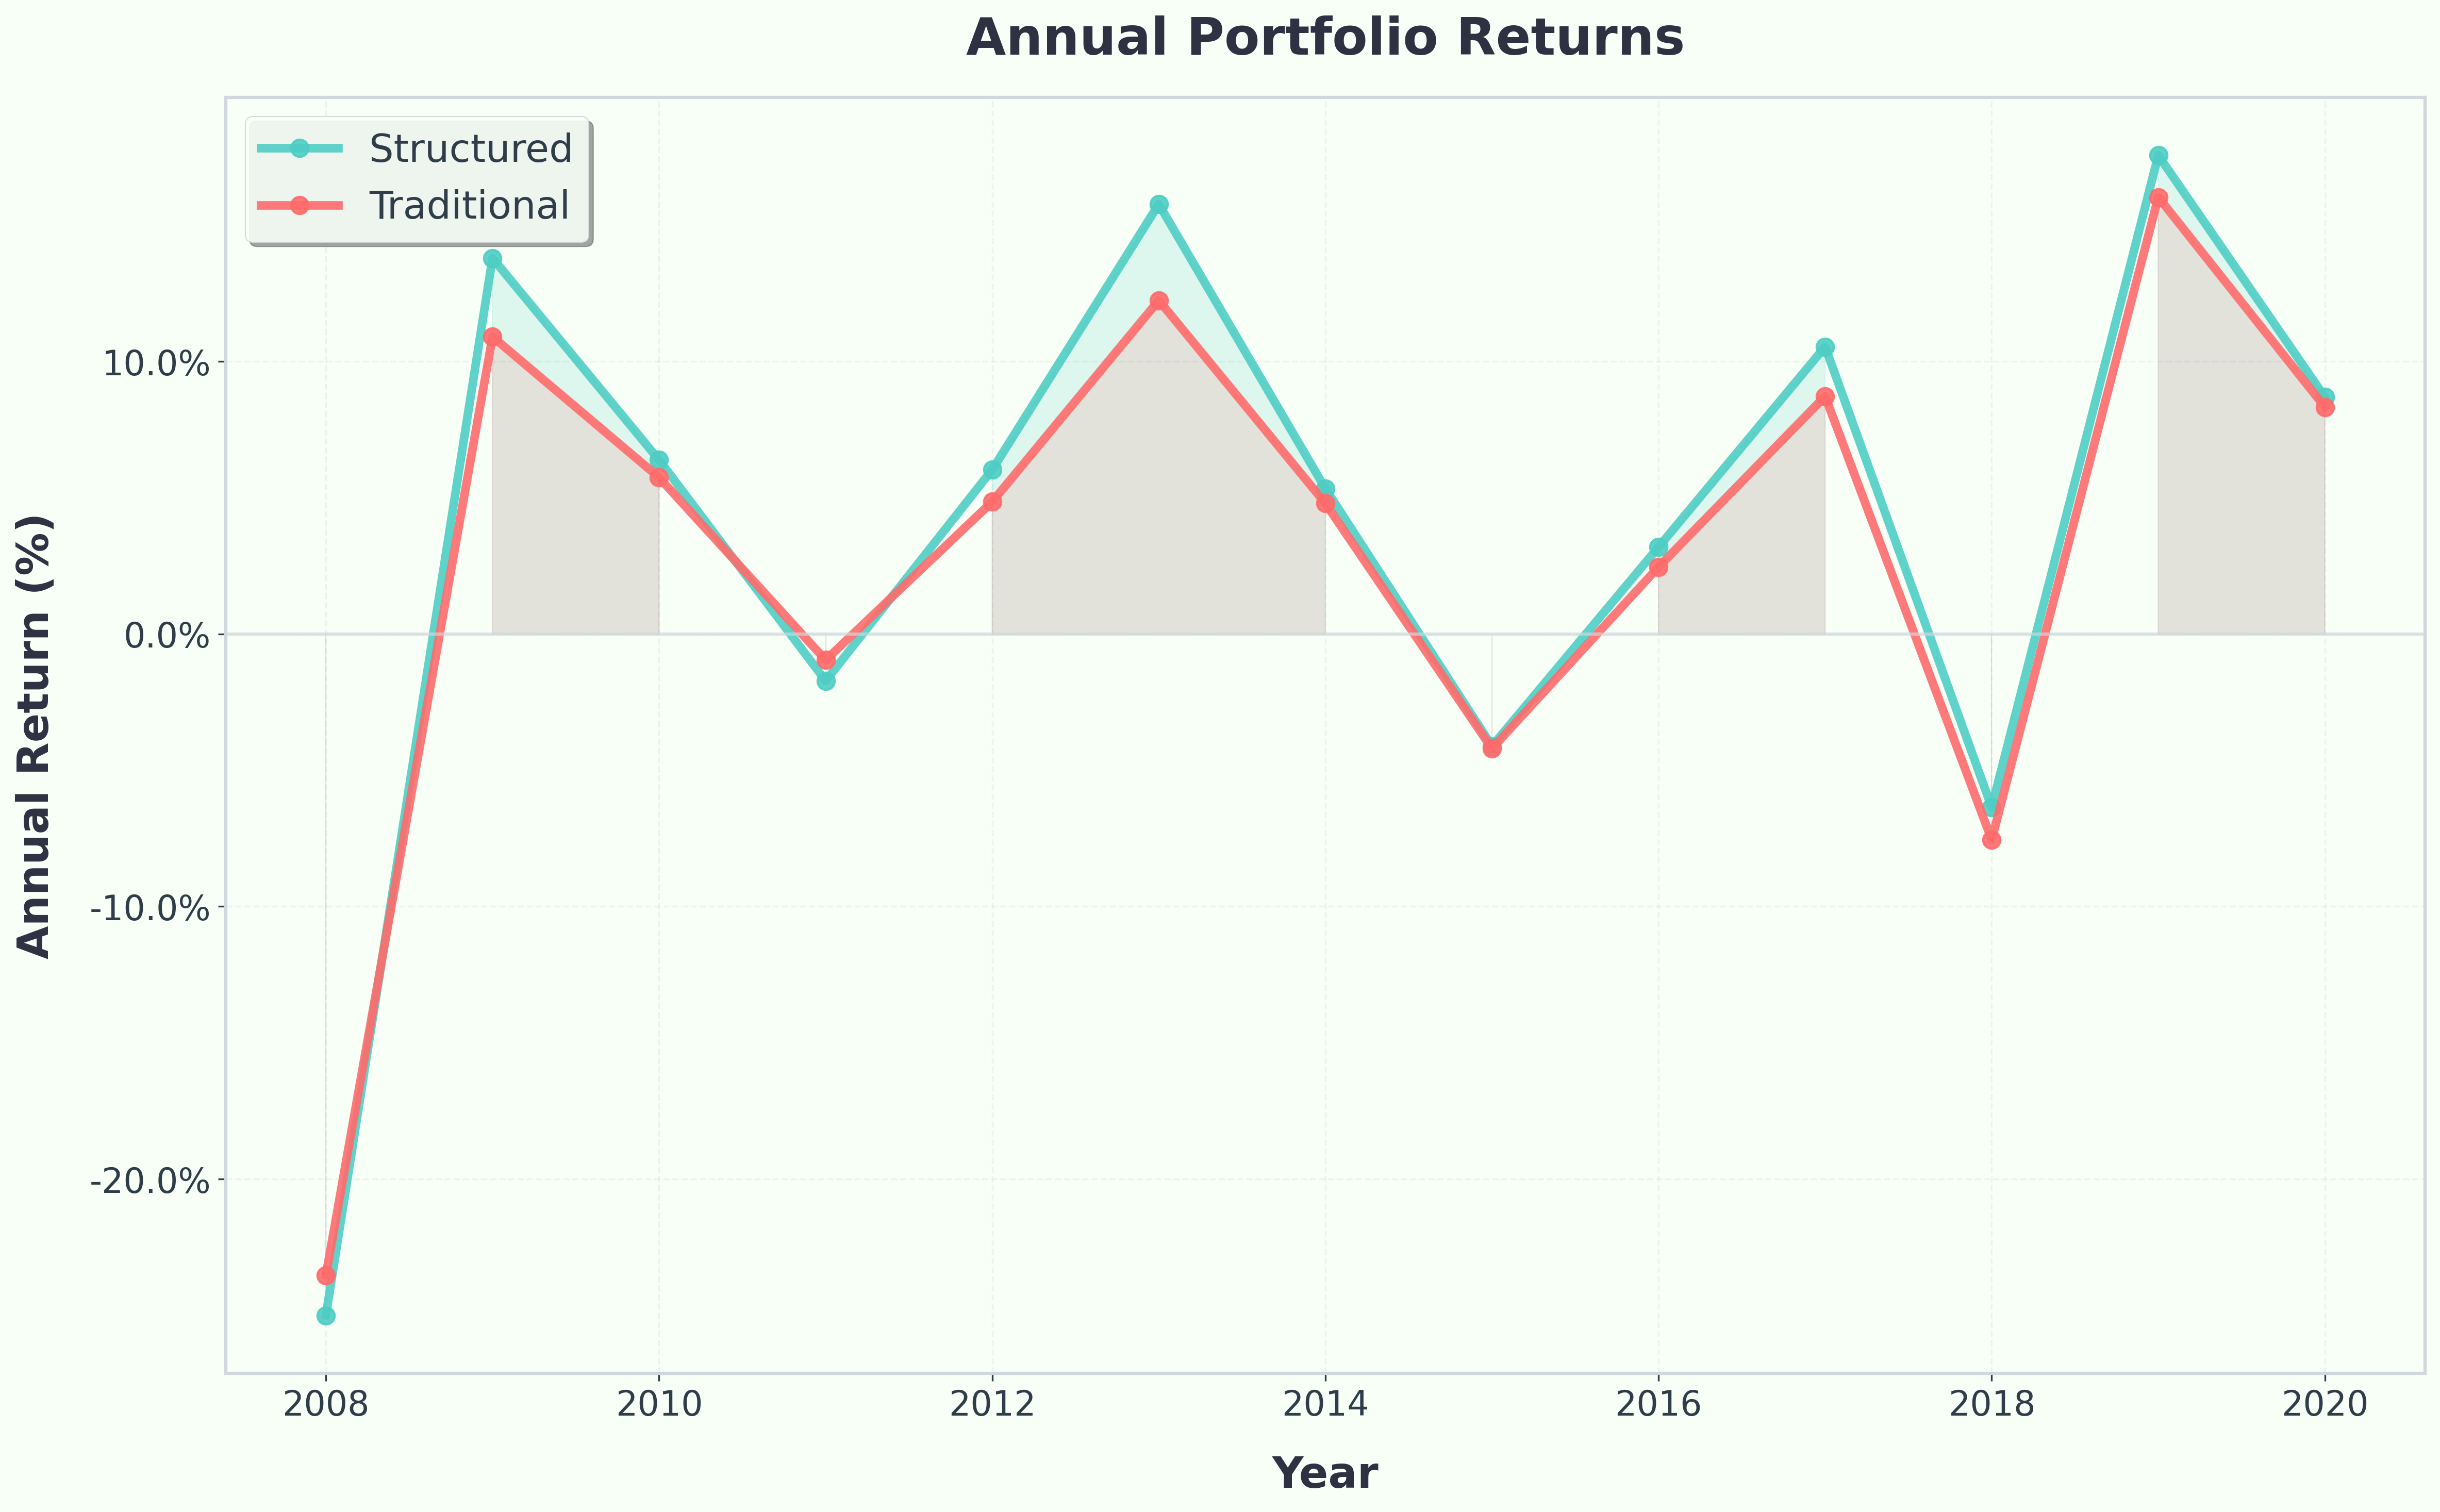 Annual Portfolio Returns
Structured
Traditional
Annual Return (%)
10.0%
0.0%
-10.0%
-20.0%
2008 2010 2012 2014 2016 2018 2020
Year